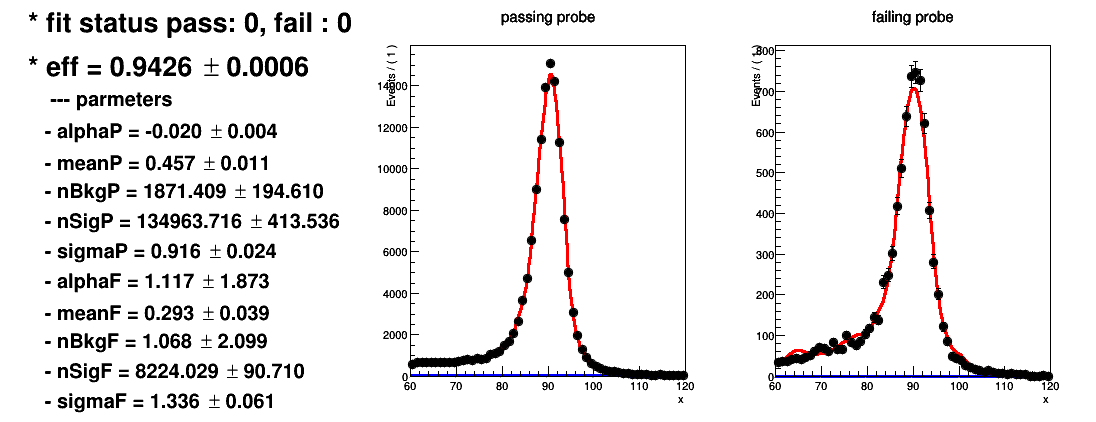 * fit status pass: 0, fail : 0
* eff = 0.9426 ± 0.0006
--- parmeters
- alphaP = -0.020 ± 0.004
- meanP = 0.457 ± 0.011
- nBkgP = 1871.409 ± 194.610
- nSigP = 134963.716 ± 413.536
- sigmaP = 0.916 ± 0.024
- alphaF = 1.117 ± 1.873
- meanF = 0.293 ± 0.039
- nBkgF = 1.068 ± 2.099
- nSigF = 8224.029 ± 90.710
- sigmaF = 1.336 ± 0.061
passing probe
Events / ( 1 )
14000
12000
10000
8000
6000
4000
2000
0
60 70 80 90 100 110 120
x
failing probe
Events / ( 1 )
800
700
600
500
400
300
200
100
0
60 70 80 90 100 110 120
x